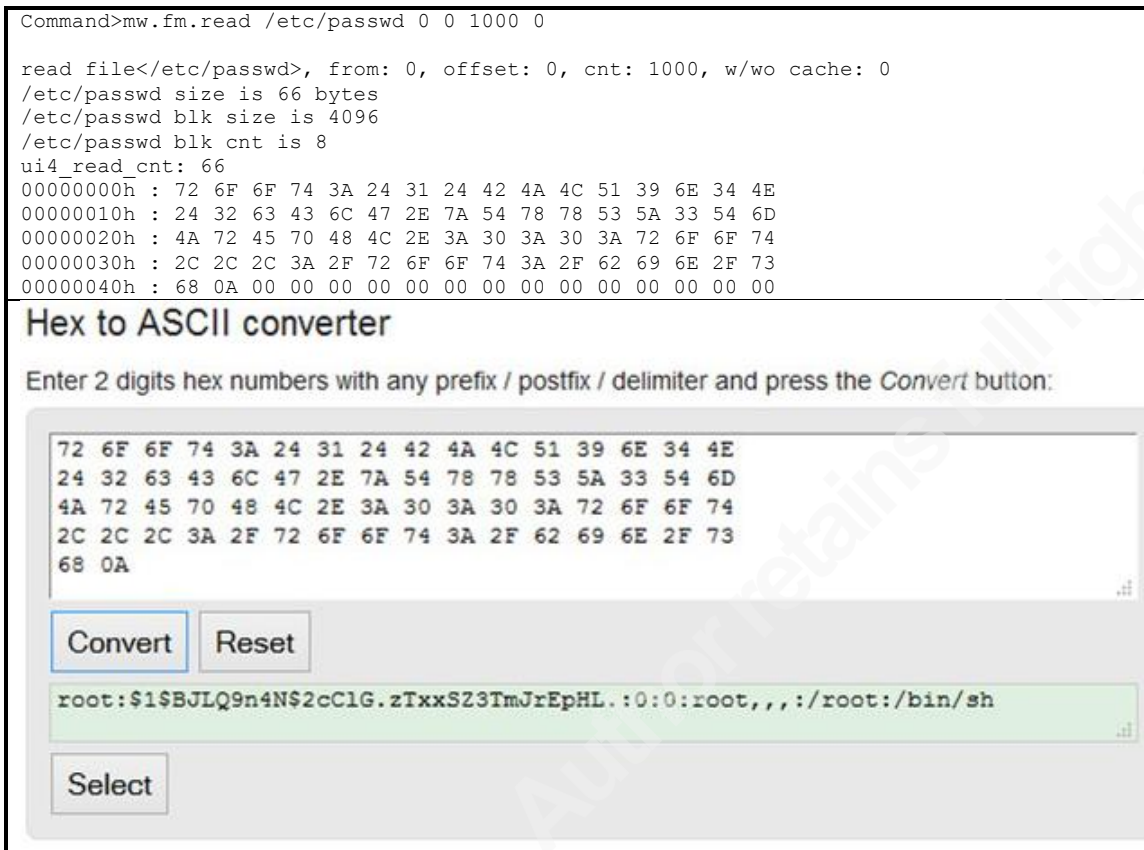 Command>mw.fm.read /etc/passwd 0 0 1000 0
read file</etc/passwd>, from: 0, offset: 0, cnt: 1000, w/wo cache: 0
/etc/passwd size is 66 bytes
/etc/passwd blk size is 4096
/etc/passwd blk cnt is 8
ui4_read_cnt: 66
00000000h : 72 6F 6F 74 3A 24 31 24 42 4A 4C 51 39 6E 34 4E
00000010h : 24 32 63 43 6C 47 2E 7A 54 78 78 53 5A 33 54 6D
00000020h : 4A 72 45 70 48 4C 2E 3A 30 3A 30 3A 72 6F 6F 74
00000030h : 2C 2C 2C 3A 2F 72 6F 6F 74 3A 2F 62 69 6E 2F 73
00000040h : 68 0A 00 00 00 00 00 00 00 00 00 00 00 00 00 00
Hex to ASCII converter
Enter 2 digits hex numbers with any prefix / postfix / delimiter and press the Convert button:
72 6F 6F 74 3A 24 31 24 42 4A 4C 51 39 6E 34 4E
24 32 63 43 6C 47 2E 7A 54 78 78 53 5A 33 54 6D
4A 72 45 70 48 4C 2E 3A 30 3A 30 3A 72 6F 6F 74
2C 2C 2C 3A 2F 72 6F 6F 74 3A 2F 62 69 6E 2F 73
68 0A
Convert Reset
root:$1$BJLQ9n4N$2cClG.zTxxSZ3TmJrEpHL.:0:0:root,,,:/root:/bin/sh
Select
Author retains full righ